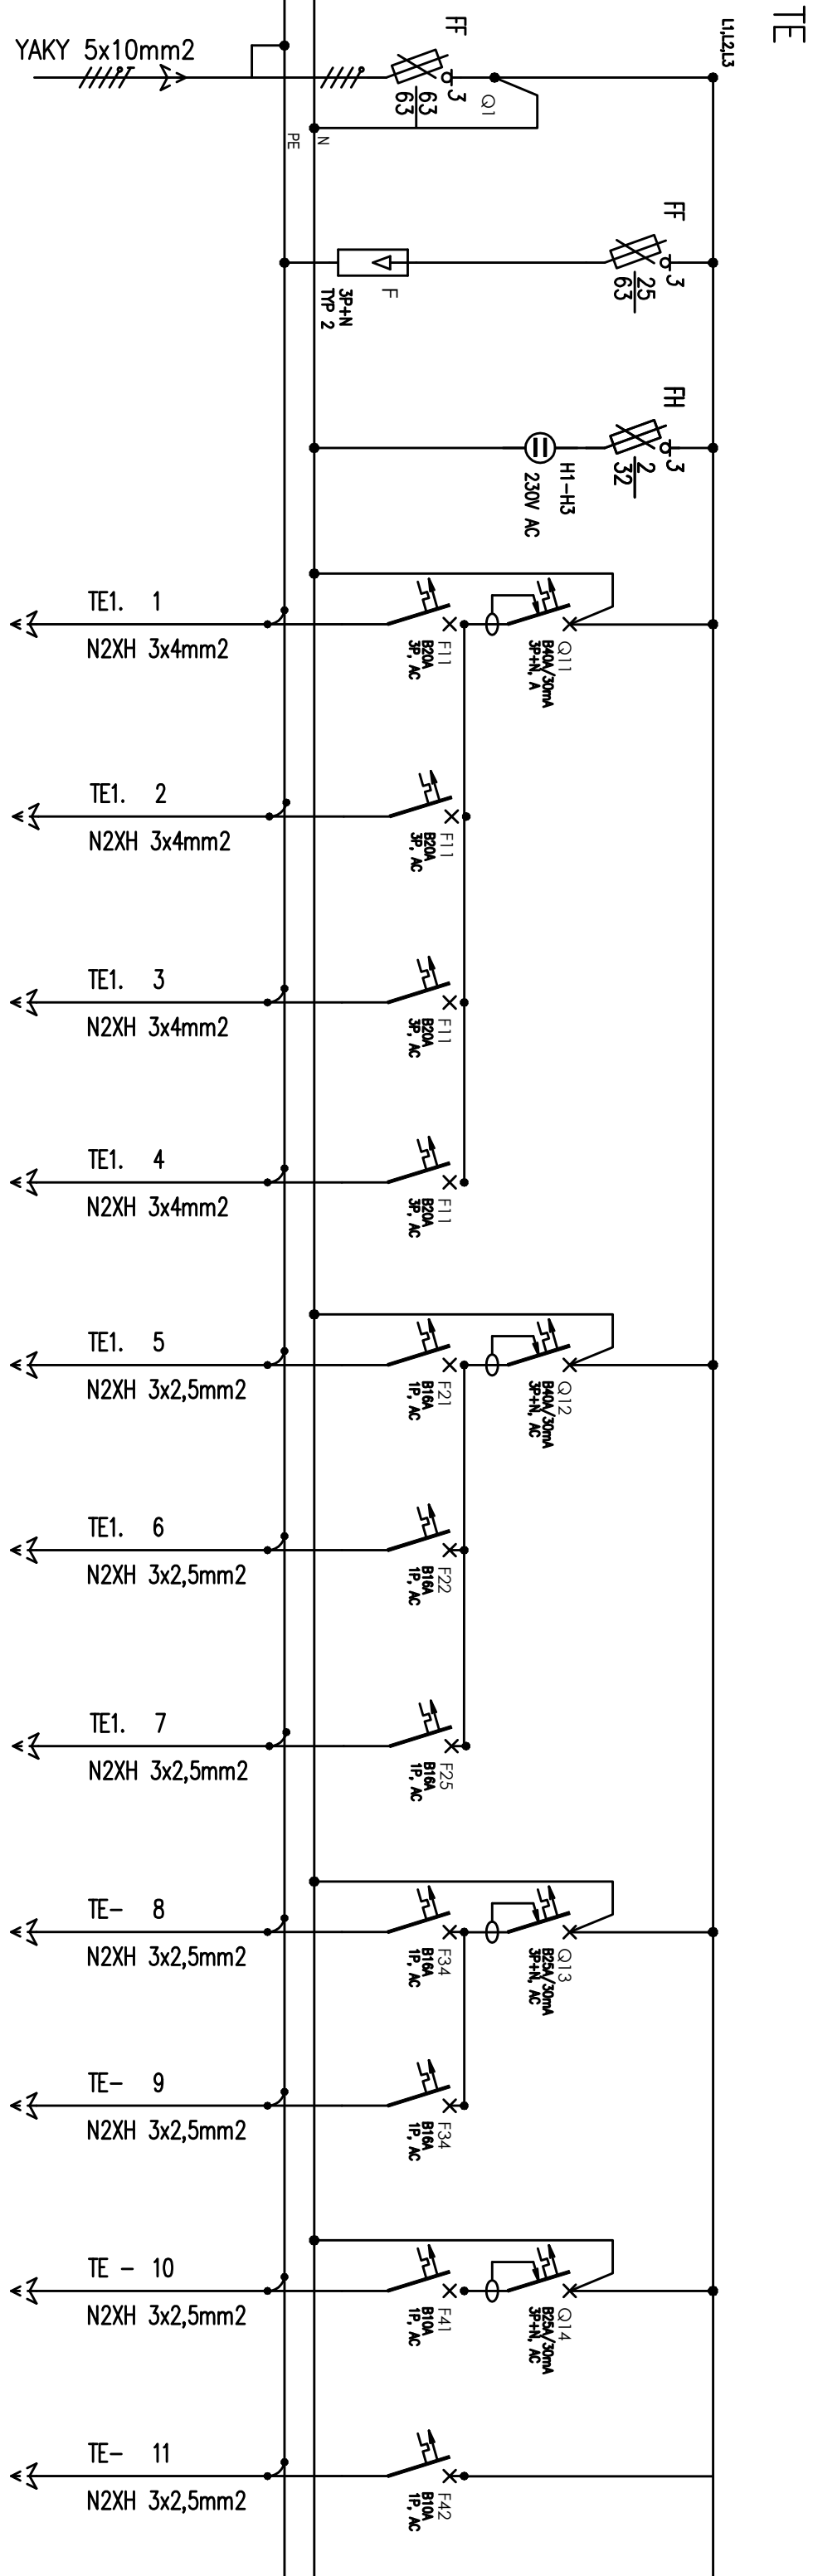 TE
L1,L2,L3
YAKY 5x10mm2
FF
3
63
63
Q1
PE
N
FF
3
25
63
F
3P+N
TYP 2
FH
3
2
32
H1-H3
230V AC
TE1. 1
N2XH 3x4mm2
F11
B20A
3P, AC
Q11
B40A/30mA
3P+N, A
TE1. 2
N2XH 3x4mm2
F11
B20A
3P, AC
TE1. 3
N2XH 3x4mm2
F11
B20A
3P, AC
TE1. 4
N2XH 3x4mm2
F11
B20A
3P, AC
TE1. 5
N2XH 3x2,5mm2
F21
B16A
1P, AC
Q12
B40A/30mA
3P+N, AC
TE1. 6
N2XH 3x2,5mm2
F22
B16A
1P, AC
TE1. 7
N2XH 3x2,5mm2
F25
B16A
1P, AC
TE- 8
N2XH 3x2,5mm2
F34
B16A
1P, AC
Q13
B25A/30mA
3P+N, AC
TE- 9
N2XH 3x2,5mm2
F34
B16A
1P, AC
TE - 10
N2XH 3x2,5mm2
F41
B10A
1P, AC
Q14
B25A/30mA
3P+N, AC
TE- 11
N2XH 3x2,5mm2
F42
B10A
1P, AC